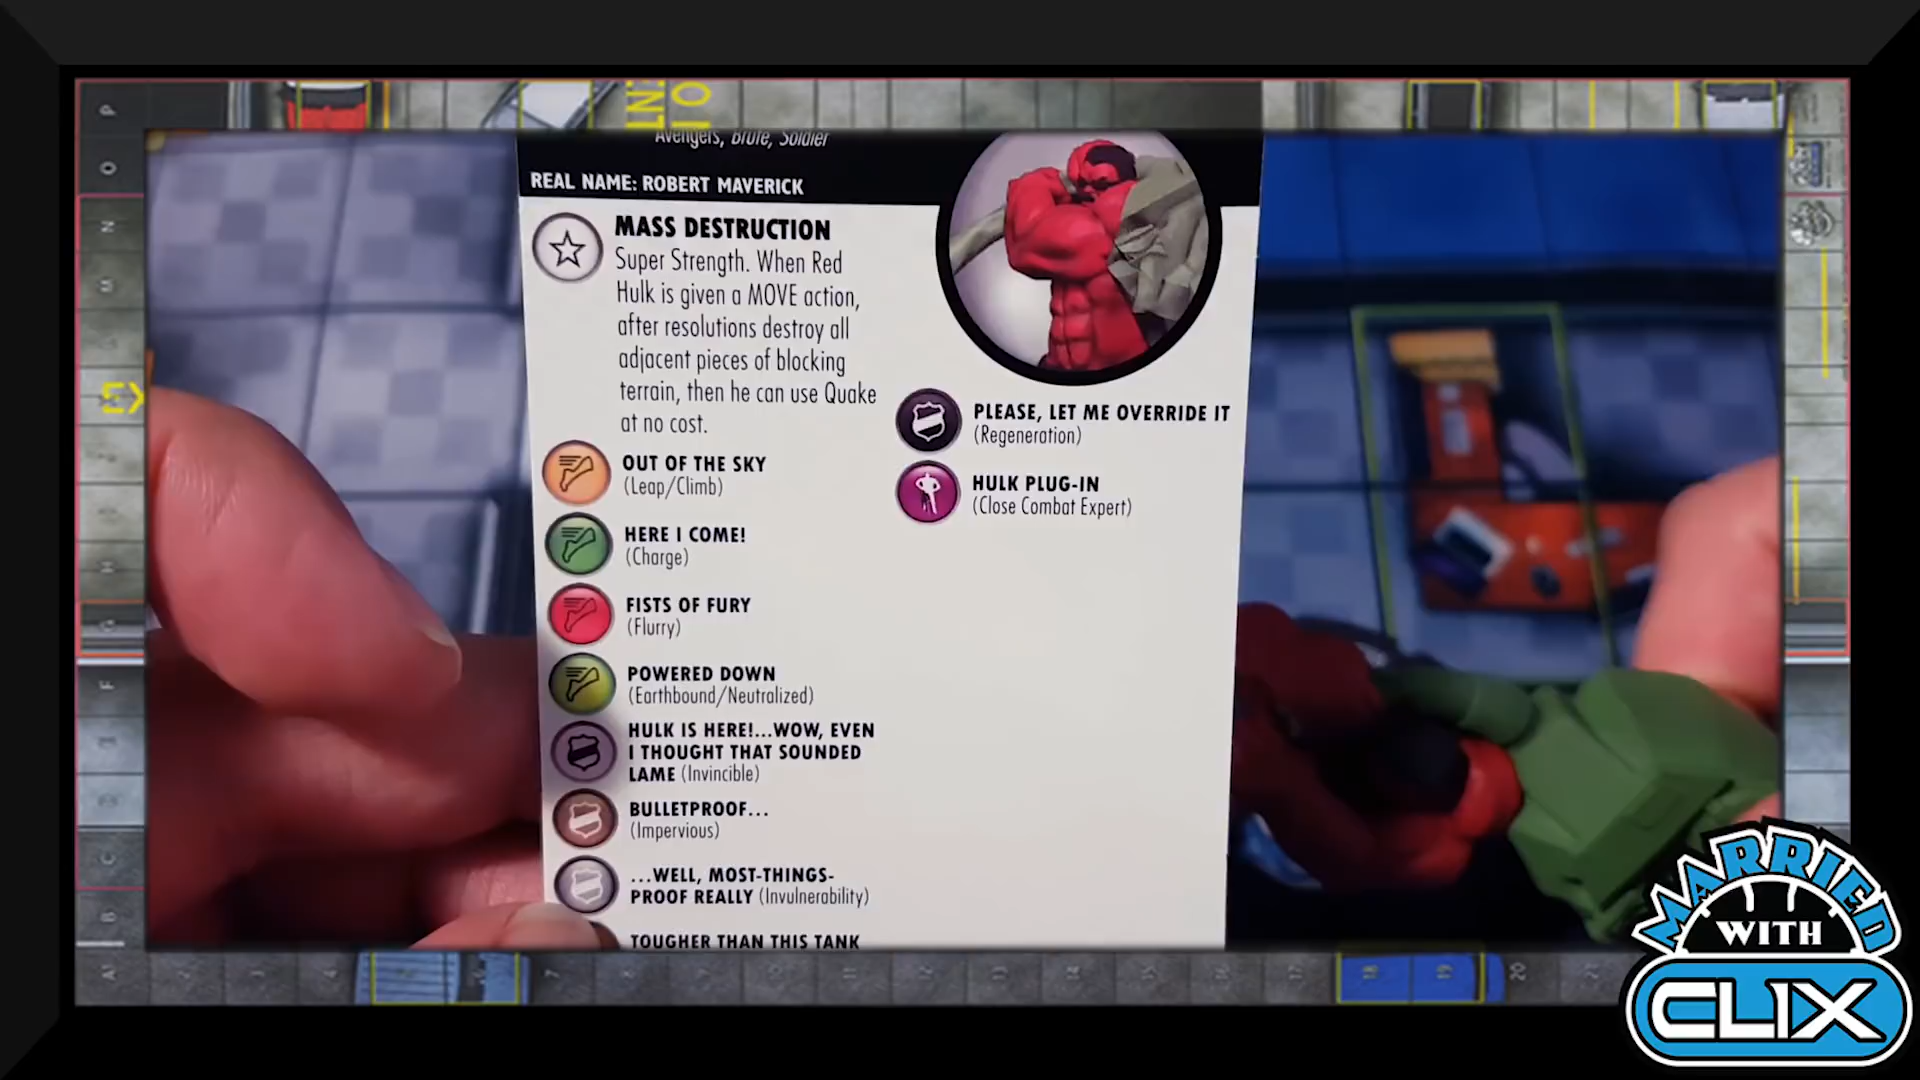 Avengers, Brute, Soldier
REAL NAME: ROBERT MAVERICK
MASS DESTRUCTION
Super Strength. When Red
Hulk is given a MOVE action,
after resolutions destroy all
adjacent pieces of blocking
terrain, then he can use Quake
at no cost.
OUT OF THE SKY
(Leap/Climb)
HERE I COME!
(Charge)
FISTS OF FURY
(Flurry)
POWERED DOWN
(Earthbound/Neutralized)
HULK IS HERE!...WOW, EVEN
I THOUGHT THAT SOUNDED
LAME (Invincible)
BULLETPROOF...
(Impervious)
...WELL, MOST-THINGS-
PROOF REALLY (Invulnerability)
TOUGHER THAN THIS TANK
PLEASE, LET ME OVERRIDE IT
(Regeneration)
HULK PLUG-IN
(Close Combat Expert)
MARRIED
WITH
CLIX